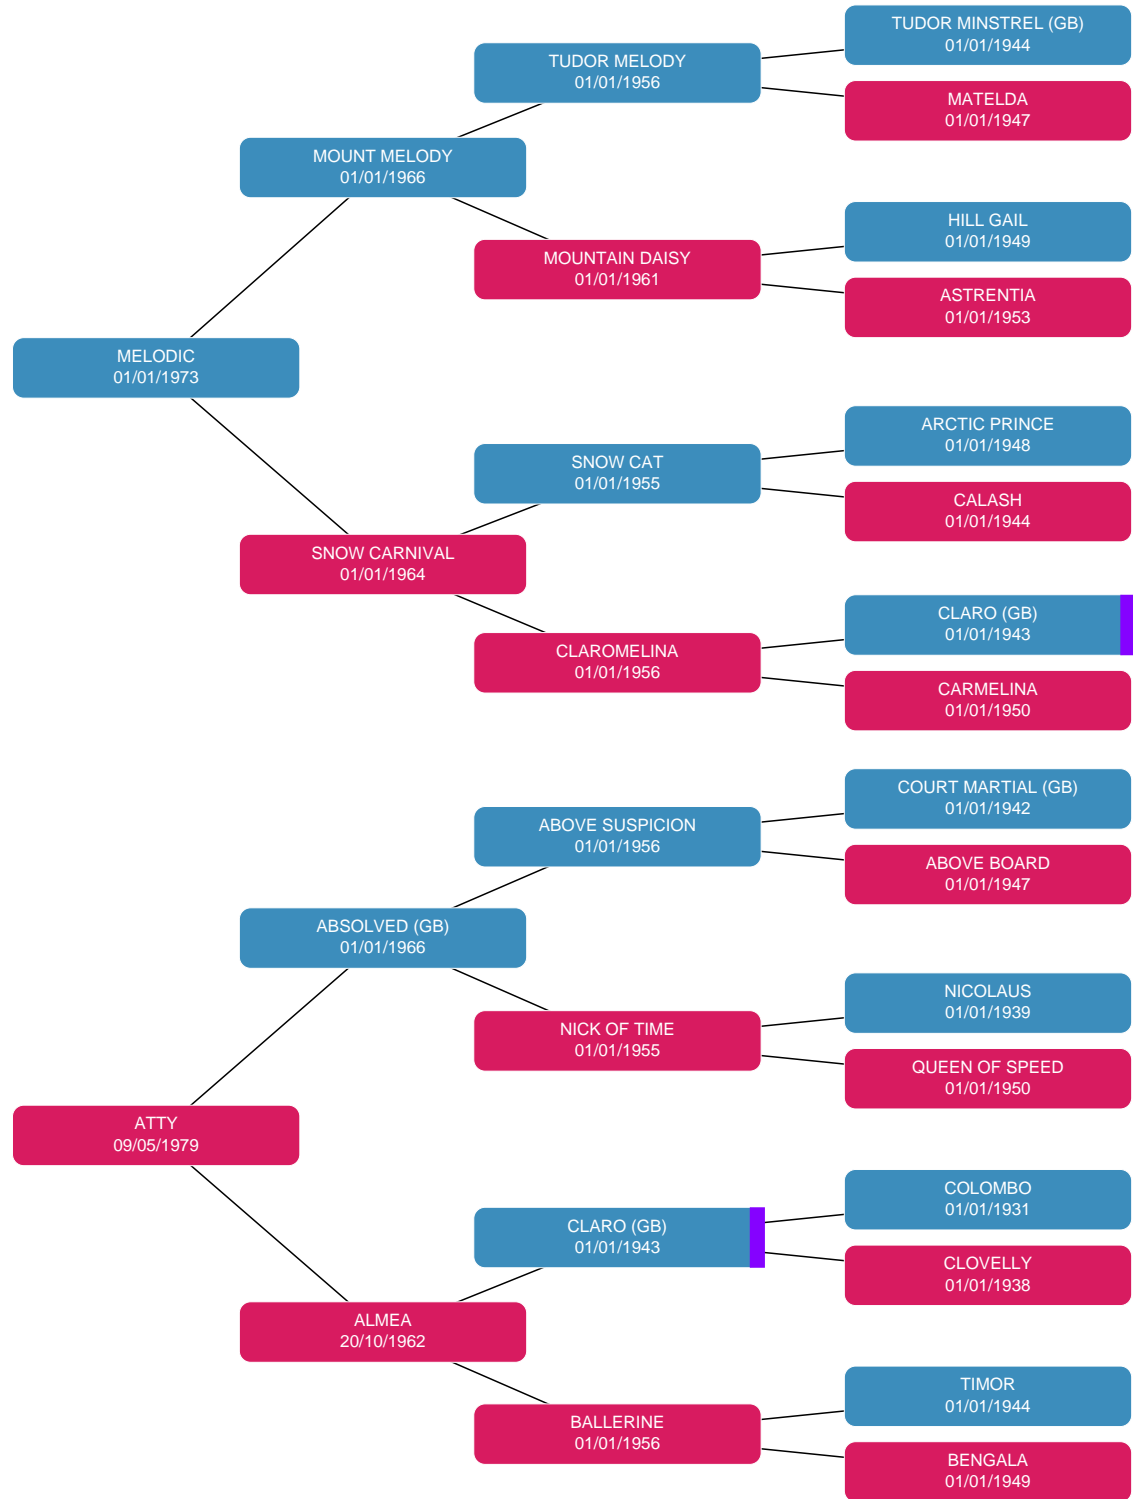 TUDOR MINSTREL (GB)
01/01/1944
TUDOR MELODY
01/01/1956
MATELDA
01/01/1947
MOUNT MELODY
01/01/1966
HILL GAIL
01/01/1949
MOUNTAIN DAISY
01/01/1961
ASTRENTIA
01/01/1953
MELODIC
01/01/1973
ARCTIC PRINCE
01/01/1948
SNOW CAT
01/01/1955
CALASH
01/01/1944
SNOW CARNIVAL
01/01/1964
CLARO (GB)
01/01/1943
CLAROMELINA
01/01/1956
CARMELINA
01/01/1950
COURT MARTIAL (GB)
01/01/1942
ABOVE SUSPICION
01/01/1956
ABOVE BOARD
01/01/1947
ABSOLVED (GB)
01/01/1966
NICOLAUS
01/01/1939
NICK OF TIME
01/01/1955
QUEEN OF SPEED
01/01/1950
ATTY
09/05/1979
COLOMBO
01/01/1931
CLARO (GB)
01/01/1943
CLOVELLY
01/01/1938
ALMEA
20/10/1962
TIMOR
01/01/1944
BALLERINE
01/01/1956
BENGALA
01/01/1949